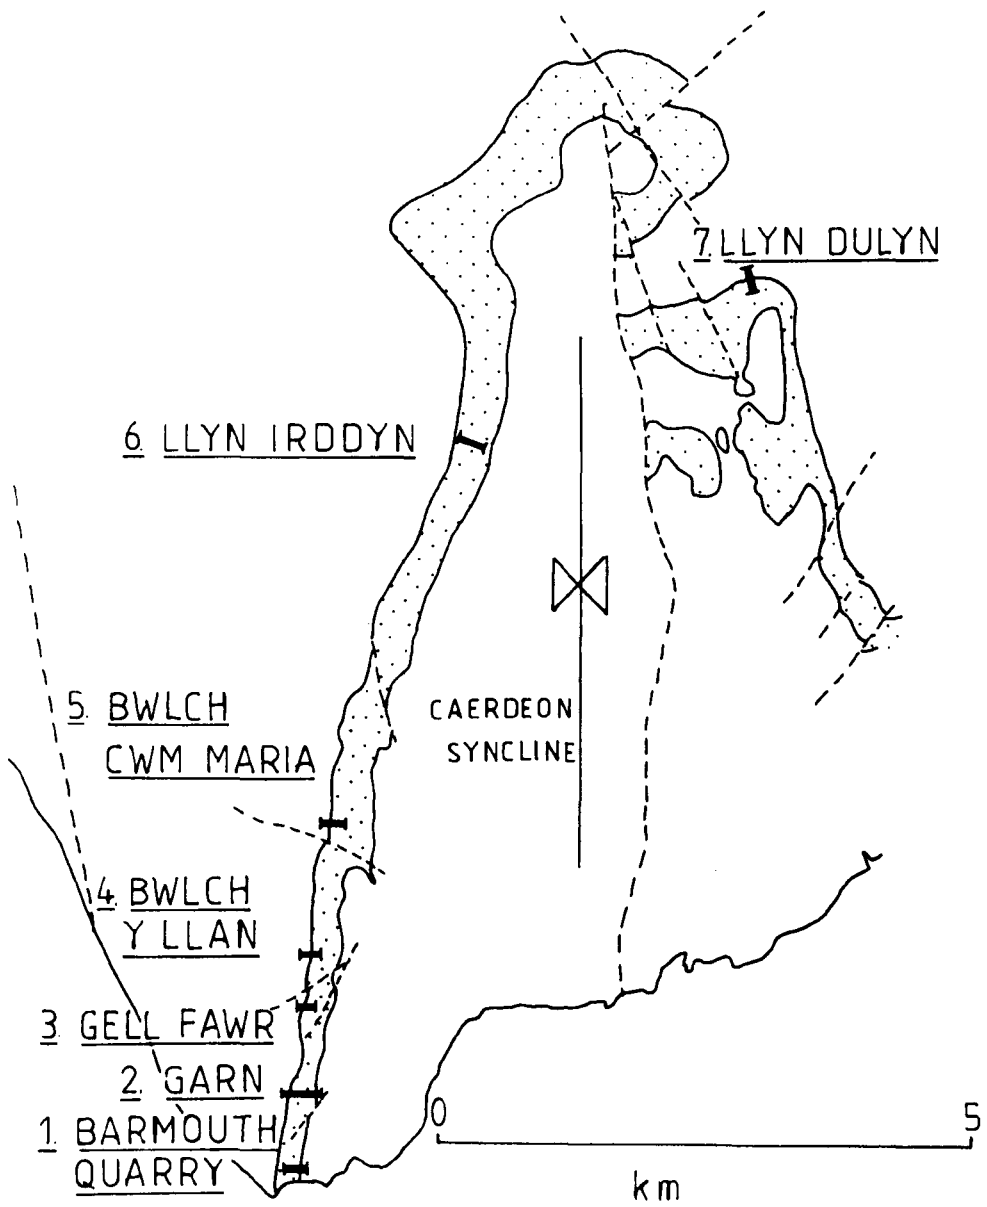 7. LLYN DULYN
6. LLYN IRDDYN
5. BWLCH
CWM MARIA
CAERDEON
SYNCLINE
4. BWLCH
Y LLAN
3. GELL FAWR
2. GARN
1. BARMOUTH
QUARRY
0 5
km